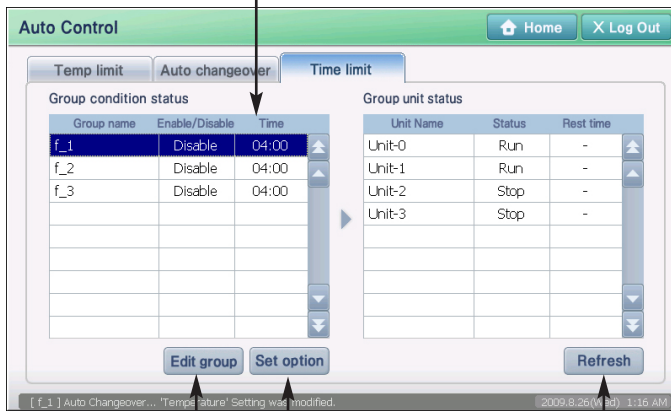 Auto Control
Home
X Log Out
Temp limit
Auto changeover
Time limit
Group condition status
Group unit status
Group name Enable/Disable Time
Unit Name Status Rest time
f_1 Disable 04:00
Unit-0 Run -
f_2 Disable 04:00
Unit-1 Run -
f_3 Disable 04:00
Unit-2 Stop -
Unit-3 Stop -
Edit group
Set option
Refresh
[ f_1 ] Auto Changeover... 'Temperature' Setting was modified.
2009.8.26(Wed) 1:16 AM